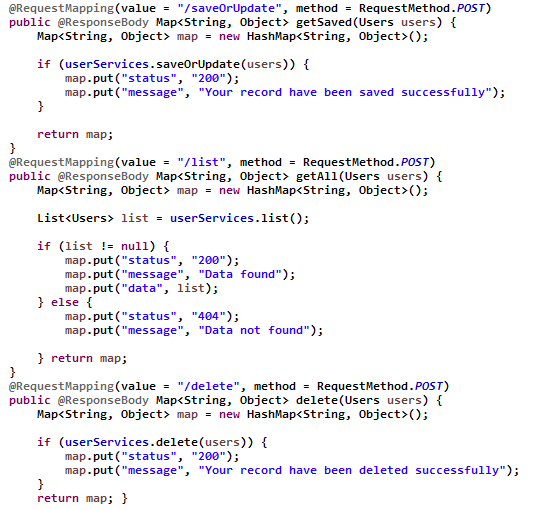 @RequestMapping(value = "/saveOrUpdate", method = RequestMethod.POST)
public @ResponseBody Map<String, Object> getSaved(Users users) {
    Map<String, Object> map = new HashMap<String, Object>();

    if (userServices.saveOrUpdate(users)) {
        map.put("status", "200");
        map.put("message", "Your record have been saved successfully");
    }

    return map;
}
@RequestMapping(value = "/list", method = RequestMethod.POST)
public @ResponseBody Map<String, Object> getAll(Users users) {
    Map<String, Object> map = new HashMap<String, Object>();

    List<Users> list = userServices.list();

    if (list != null) {
        map.put("status", "200");
        map.put("message", "Data found");
        map.put("data", list);
    } else {
        map.put("status", "404");
        map.put("message", "Data not found");

    } return map;
}
@RequestMapping(value = "/delete", method = RequestMethod.POST)
public @ResponseBody Map<String, Object> delete(Users users) {
    Map<String, Object> map = new HashMap<String, Object>();

    if (userServices.delete(users)) {
        map.put("status", "200");
        map.put("message", "Your record have been deleted successfully");
    }
    return map; }